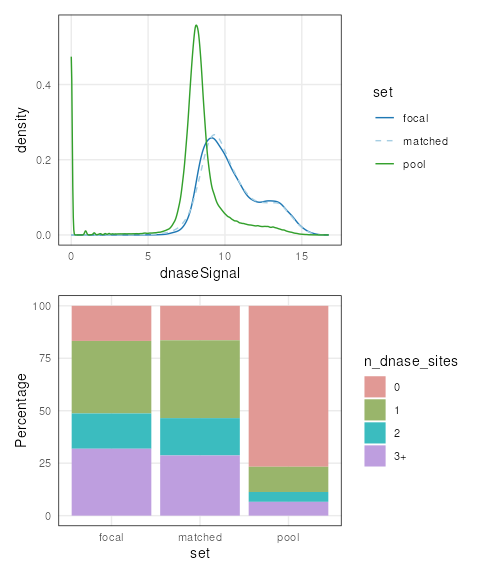 density
0.4
0.2
0.0
0
5
10
15
dnaseSignal
set
focal
matched
pool
Percentage
100
75
50
25
0
focal
matched
pool
set
n_dnase_sites
0
1
2
3+